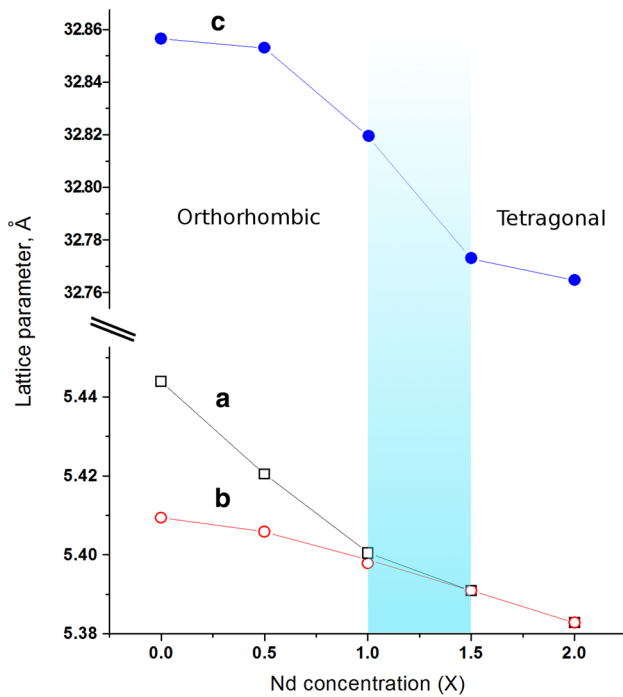 c
32.86
32.84
32.82
32.80
32.78
32.76
Orthorhombic
Tetragonal
Lattice parameter, Å
a
b
5.44
5.42
5.40
5.38
0.0 0.5 1.0 1.5 2.0
Nd concentration (X)